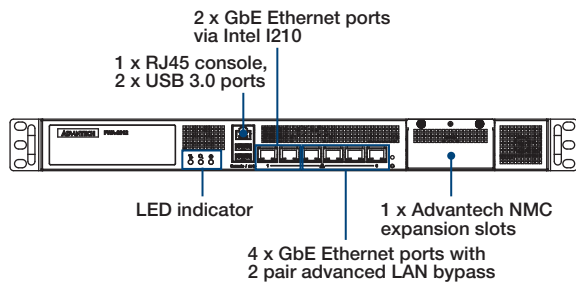 2 x GbE Ethernet ports
via Intel I210
1 x RJ45 console,
2 x USB 3.0 ports
ADVANTECH
LED indicator
1 x Advantech NMC
expansion slots
4 x GbE Ethernet ports with
2 pair advanced LAN bypass